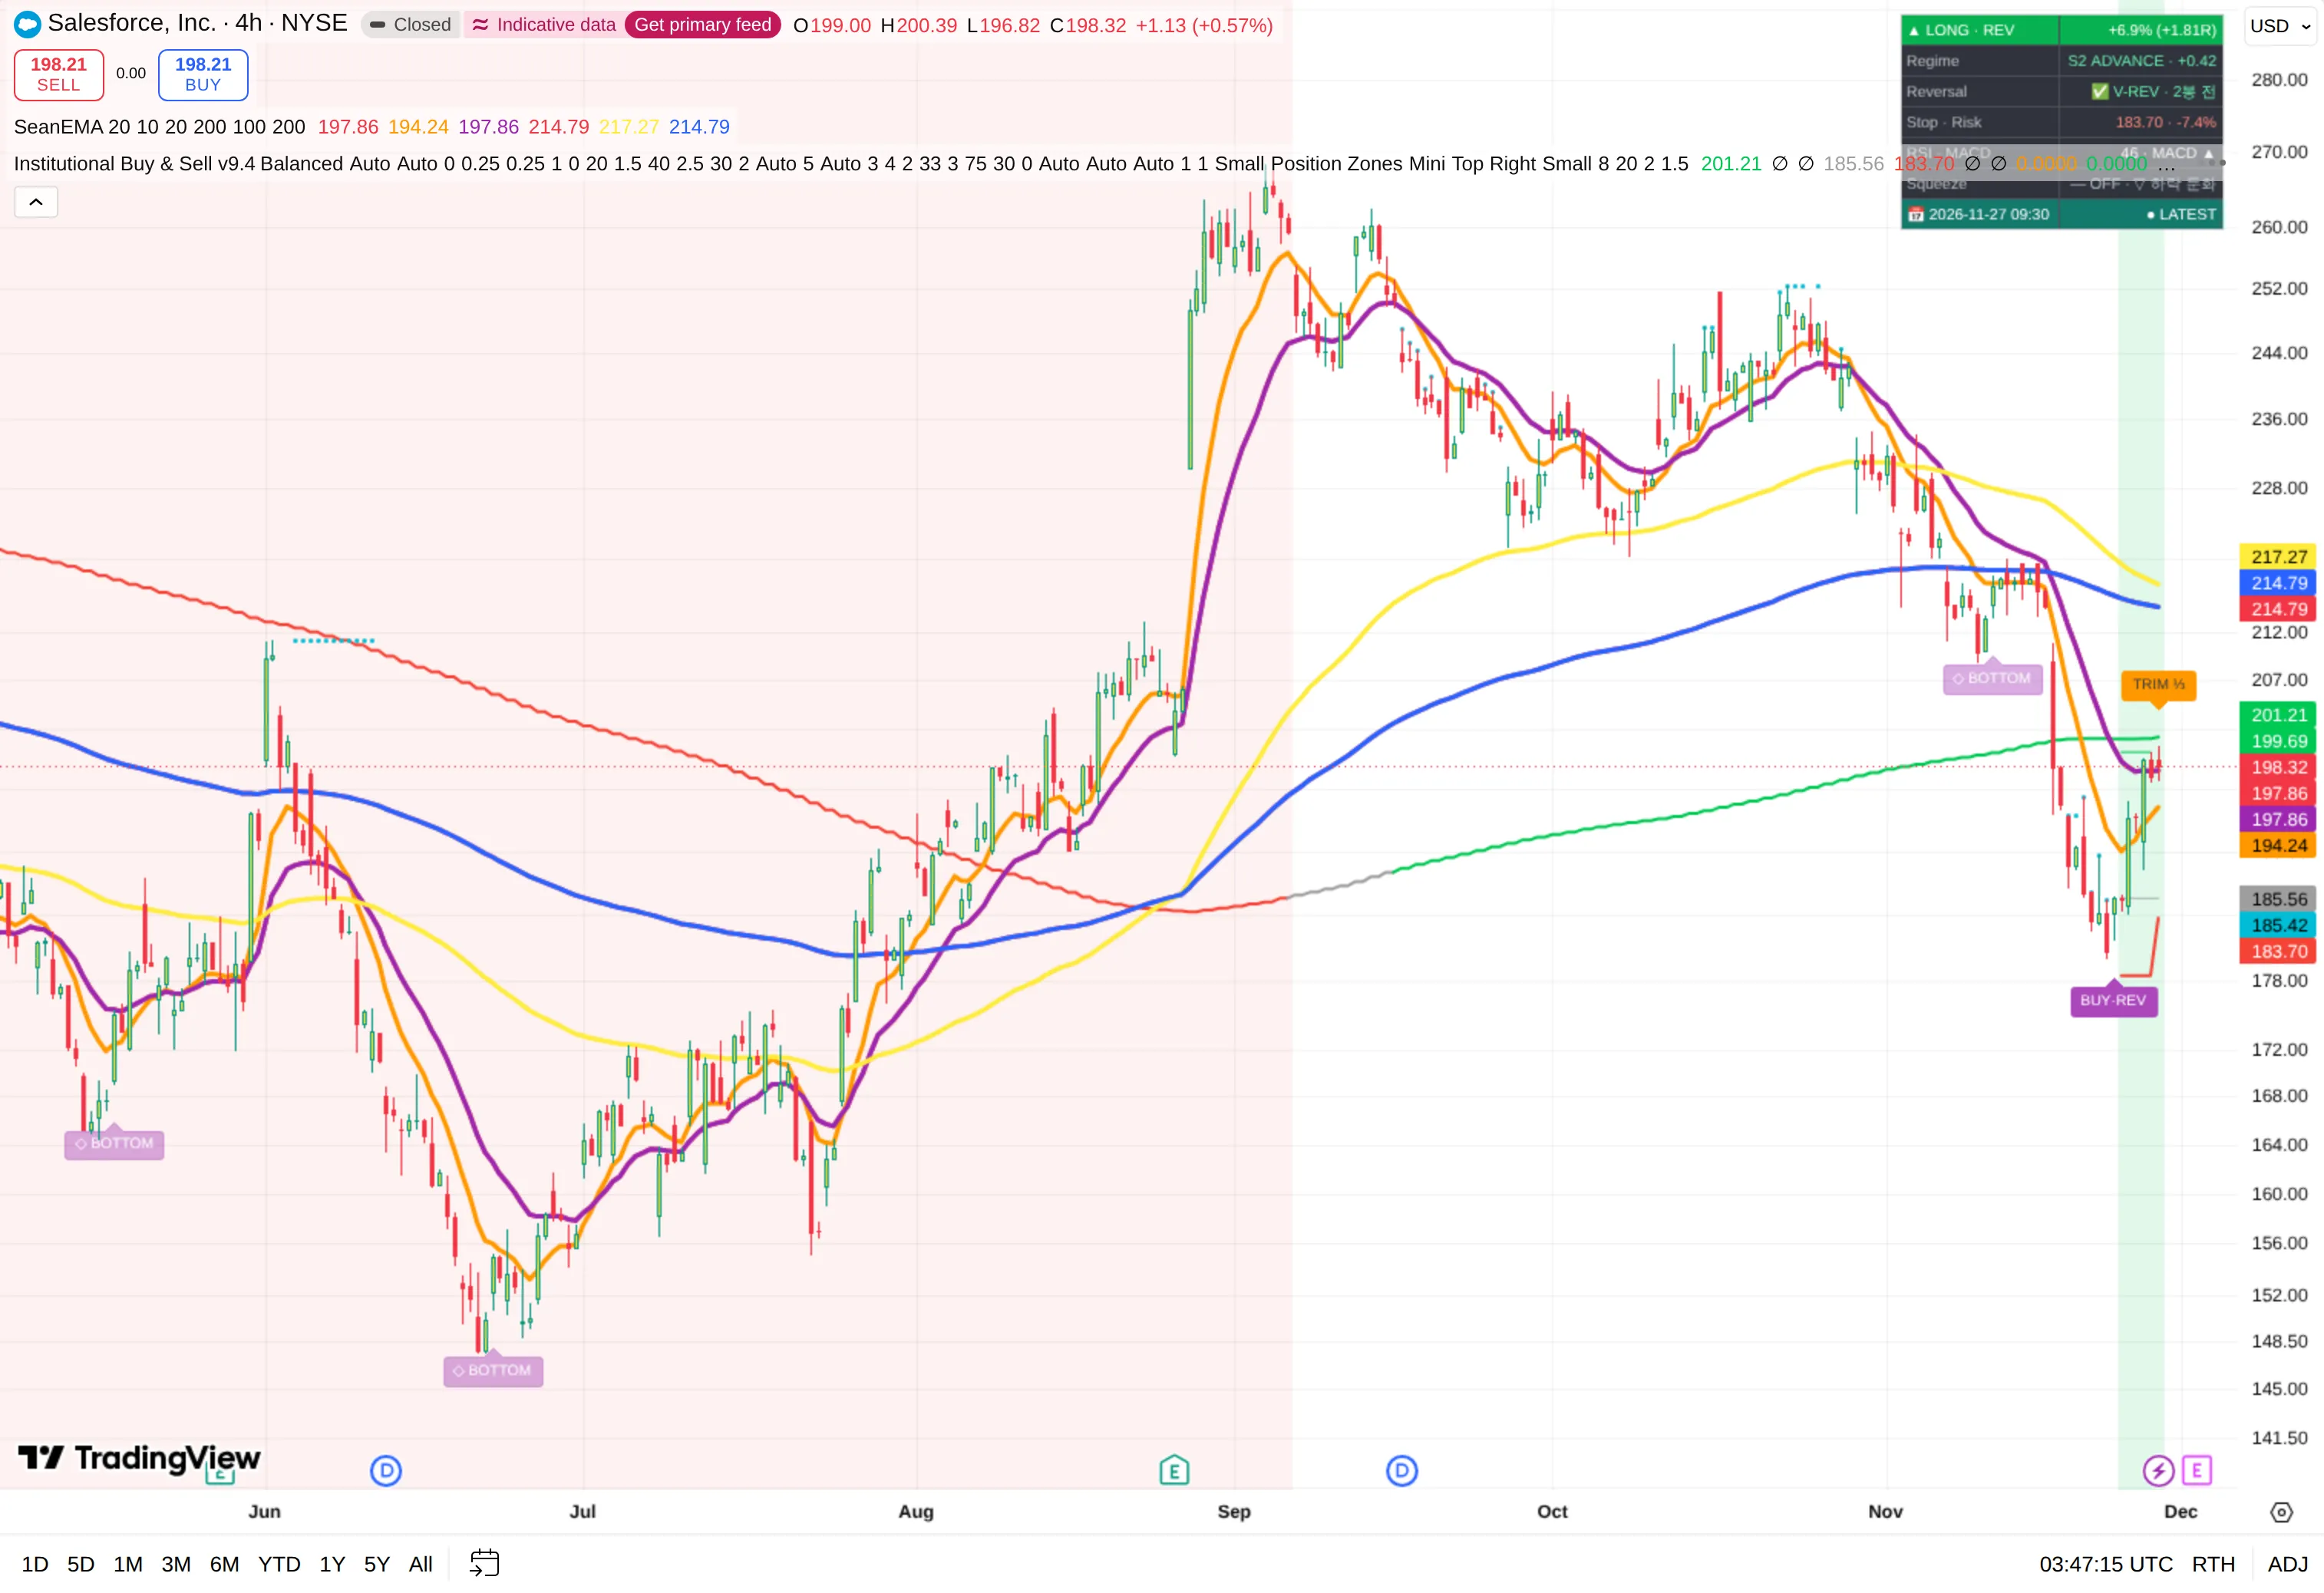 Salesforce, Inc. · 4h · NYSE Closed Indicative data Get primary feed O199.00 H200.39 L196.82 C198.32 +1.13 (+0.57%)
USD
198.21
SELL
0.00
198.21
BUY
SeanEMA 20 10 20 200 100 200 197.86 194.24 197.86 214.79 217.27 214.79
Institutional Buy & Sell v9.4 Balanced Auto Auto 0 0.25 0.25 1 0 20 1.5 40 2.5 30 2 Auto 5 Auto 3 4 2 33 3 75 30 0 Auto Auto Auto 1 1 Small Position Zones Mini Top Right Small 8 20 2 1.5 201.21 ∅ ∅ 185.56 183.70 ∅ ∅ 0.0000 0.0000 …
▲ LONG · REV +6.9% (+1.81R)
Regime S2 ADVANCE · +0.42
Reversal ✅ V-REV · 2봉 전
Stop · Risk 183.70 · -7.4%
RSI · MACD 46 · MACD ▲
Squeeze — OFF · ▽ 하락 둔화
📅 2026-11-27 09:30 ● LATEST
280.00
270.00
260.00
252.00
244.00
236.00
228.00
217.27
214.79
214.79
212.00
207.00
201.21
199.69
198.32
197.86
197.86
194.24
185.56
185.42
183.70
178.00
172.00
168.00
164.00
160.00
156.00
152.00
148.50
145.00
141.50
◇ BOTTOM
TRIM ⅓
BUY-REV
◇ BOTTOM
◇ BOTTOM
TradingView
E
D
E
D
E
Jun Jul Aug Sep Oct Nov Dec
1D 5D 1M 3M 6M YTD 1Y 5Y All
03:47:15 UTC RTH ADJ